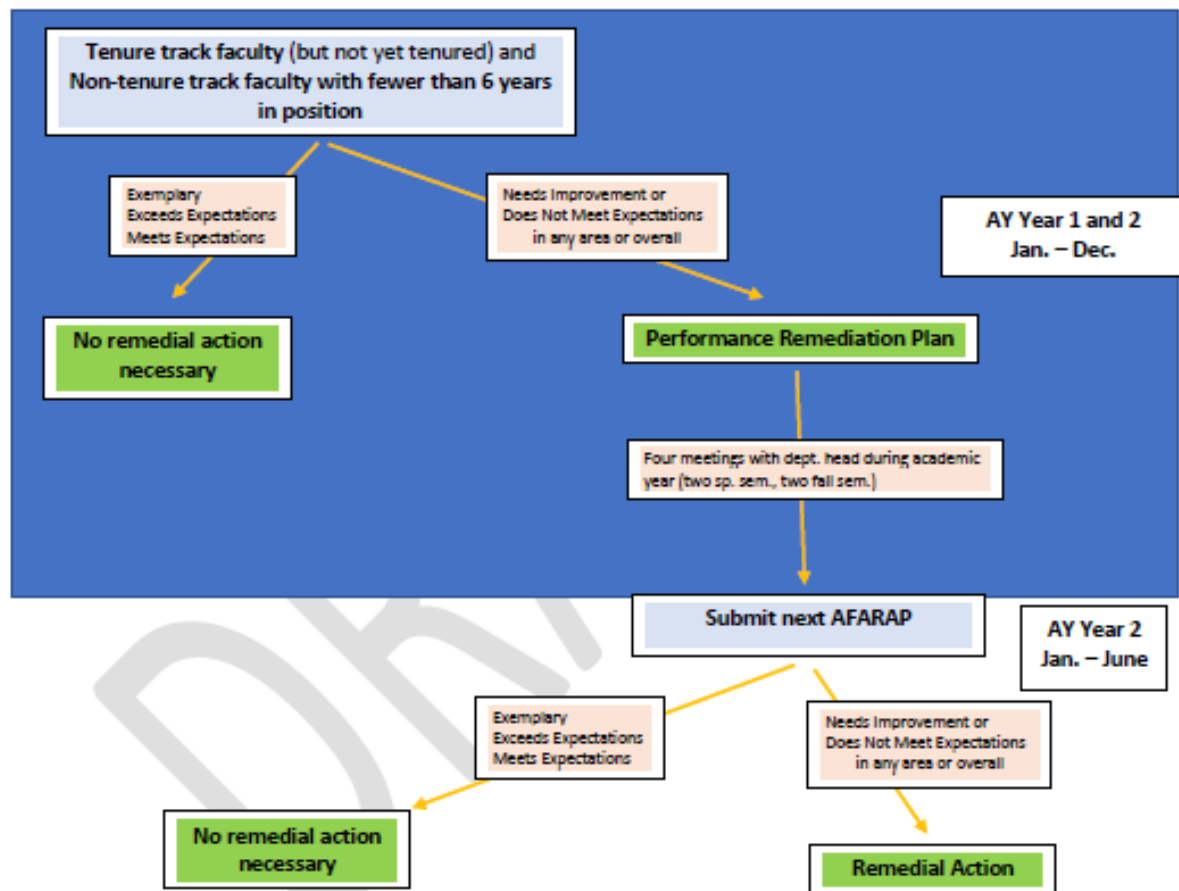 Tenure track faculty (but not yet tenured) and
Non-tenure track faculty with fewer than 6 years
in position
Exemplary
Exceeds Expectations
Meets Expectations
Needs Improvement or
Does Not Meet Expectations
in any area or overall
AY Year 1 and 2
Jan. – Dec.
No remedial action
necessary
Performance Remediation Plan
Four meetings with dept. head during academic
year (two sp. sem., two fall sem.)
Submit next AFARAP
AY Year 2
Jan. – June
Exemplary
Exceeds Expectations
Meets Expectations
Needs Improvement or
Does Not Meet Expectations
in any area or overall
No remedial action
necessary
Remedial Action